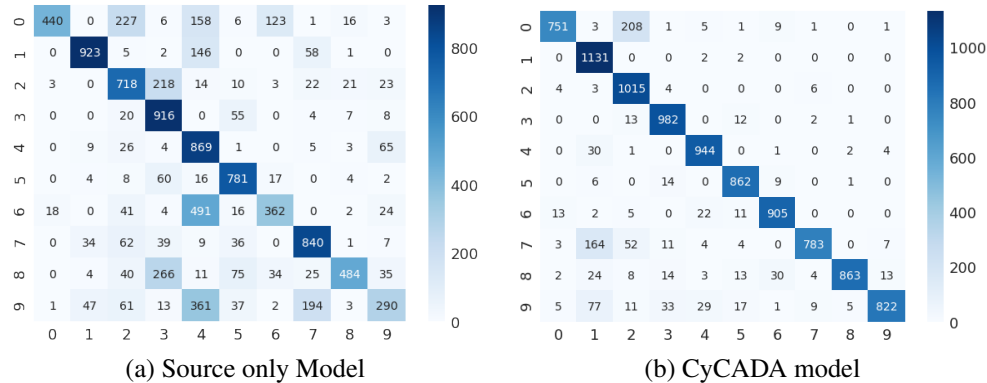 0 440 0 227 6 158 6 123 1 16 3
1 0 923 5 2 146 0 0 58 1 0
2 3 0 718 218 14 10 3 22 21 23
3 0 0 20 916 0 55 0 4 7 8
4 0 9 26 4 869 1 0 5 3 65
5 0 4 8 60 16 781 17 0 4 2
6 18 0 41 4 491 16 362 0 2 24
7 0 34 62 39 9 36 0 840 1 7
8 0 4 40 266 11 75 34 25 484 35
9 1 47 61 13 361 37 2 194 3 290
0 1 2 3 4 5 6 7 8 9
800
600
400
200
0
(a) Source only Model
0 751 3 208 0 1 5 9 1 1 1
1 0 1131 0 0 2 2 0 0 0 0
2 4 3 1015 4 0 0 0 6 0 0
3 0 0 13 982 0 12 0 2 1 0
4 0 30 1 0 944 0 1 0 2 4
5 0 6 0 14 0 862 9 0 1 0
6 13 2 5 0 22 11 905 0 0 0
7 3 164 52 11 4 4 0 783 0 7
8 2 24 8 14 3 13 30 4 863 13
9 5 77 11 33 29 17 1 9 5 822
0 1 2 3 4 5 6 7 8 9
1000
800
600
400
200
0
(b) CyCADA model